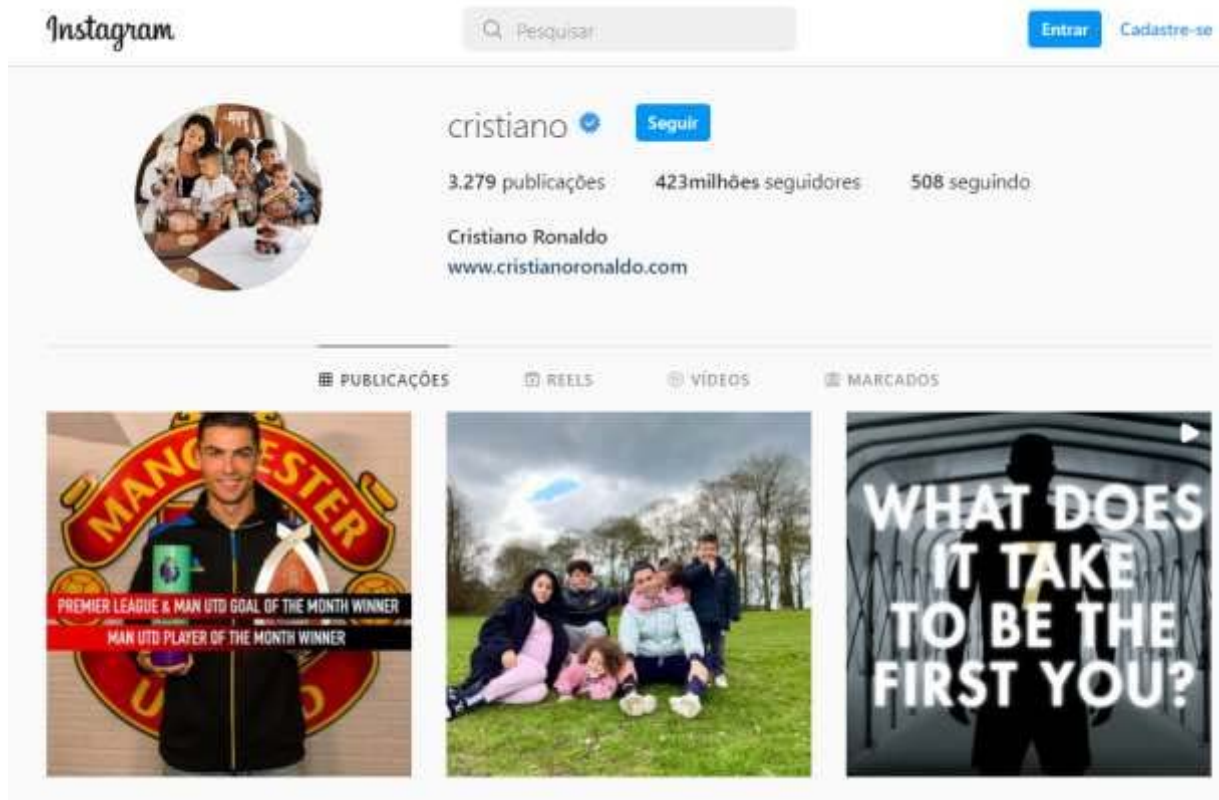 Instagram
Pesquisar
Entrar Cadastre-se
cristiano Seguir
3.279 publicações 423milhões seguidores 508 seguindo
Cristiano Ronaldo
www.cristianoronaldo.com
PUBLICAÇÕES REELS VÍDEOS MARCADOS
MANCHESTER
PREMIER LEAGUE & MAN UTD GOAL OF THE MONTH WINNER
MAN UTD PLAYER OF THE MONTH WINNER
WHAT DOES
IT TAKE
TO BE THE
FIRST YOU?
7